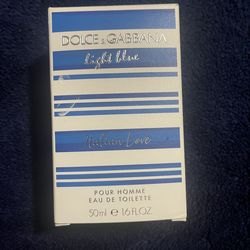 DOLCE & GABBANA
light blue
Italian Love
POUR HOMME
EAU DE TOILETTE
50ml e 1.6 FL.OZ.